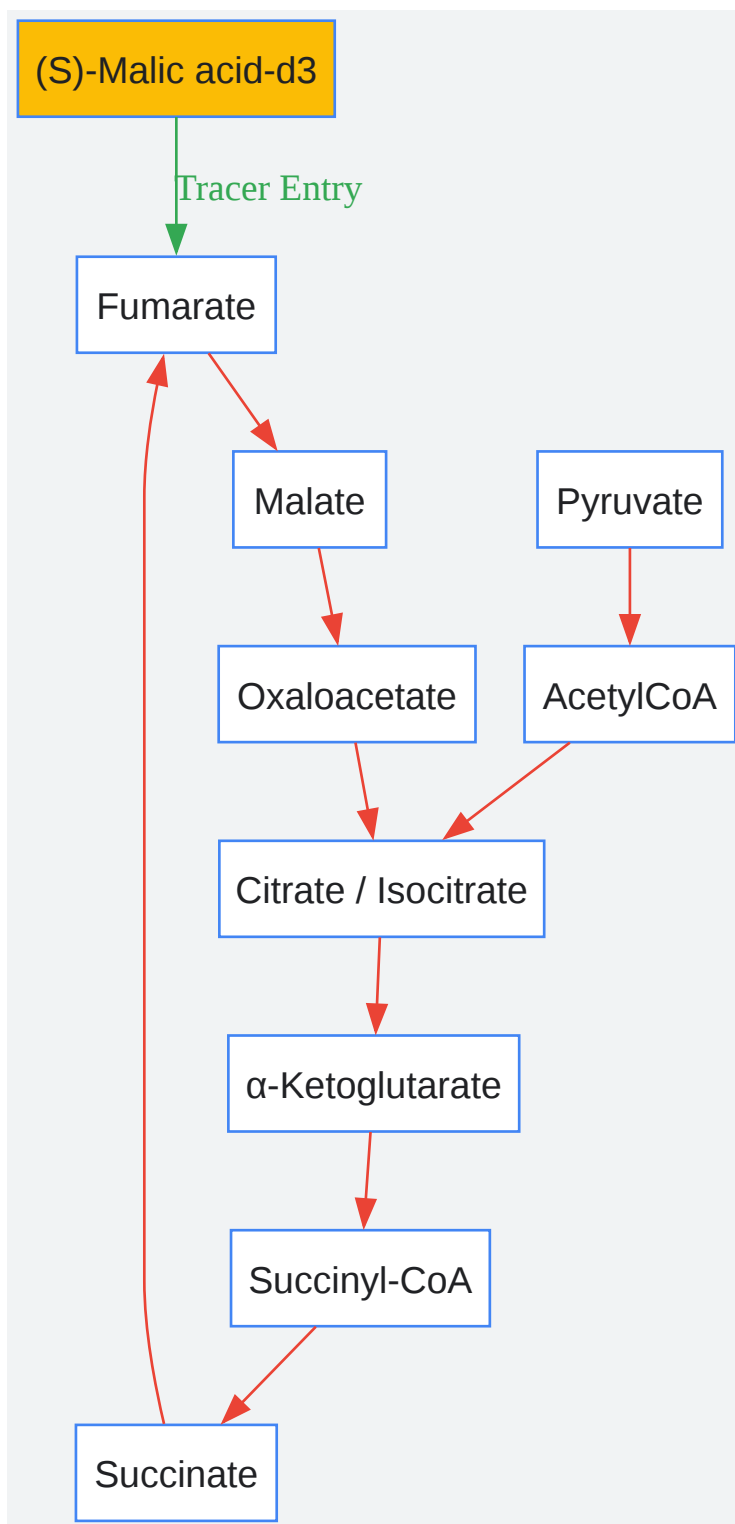 (S)-Malic acid-d3
Tracer Entry
Fumarate
Malate
Pyruvate
Oxaloacetate
AcetylCoA
Citrate / Isocitrate
α-Ketoglutarate
Succinyl-CoA
Succinate